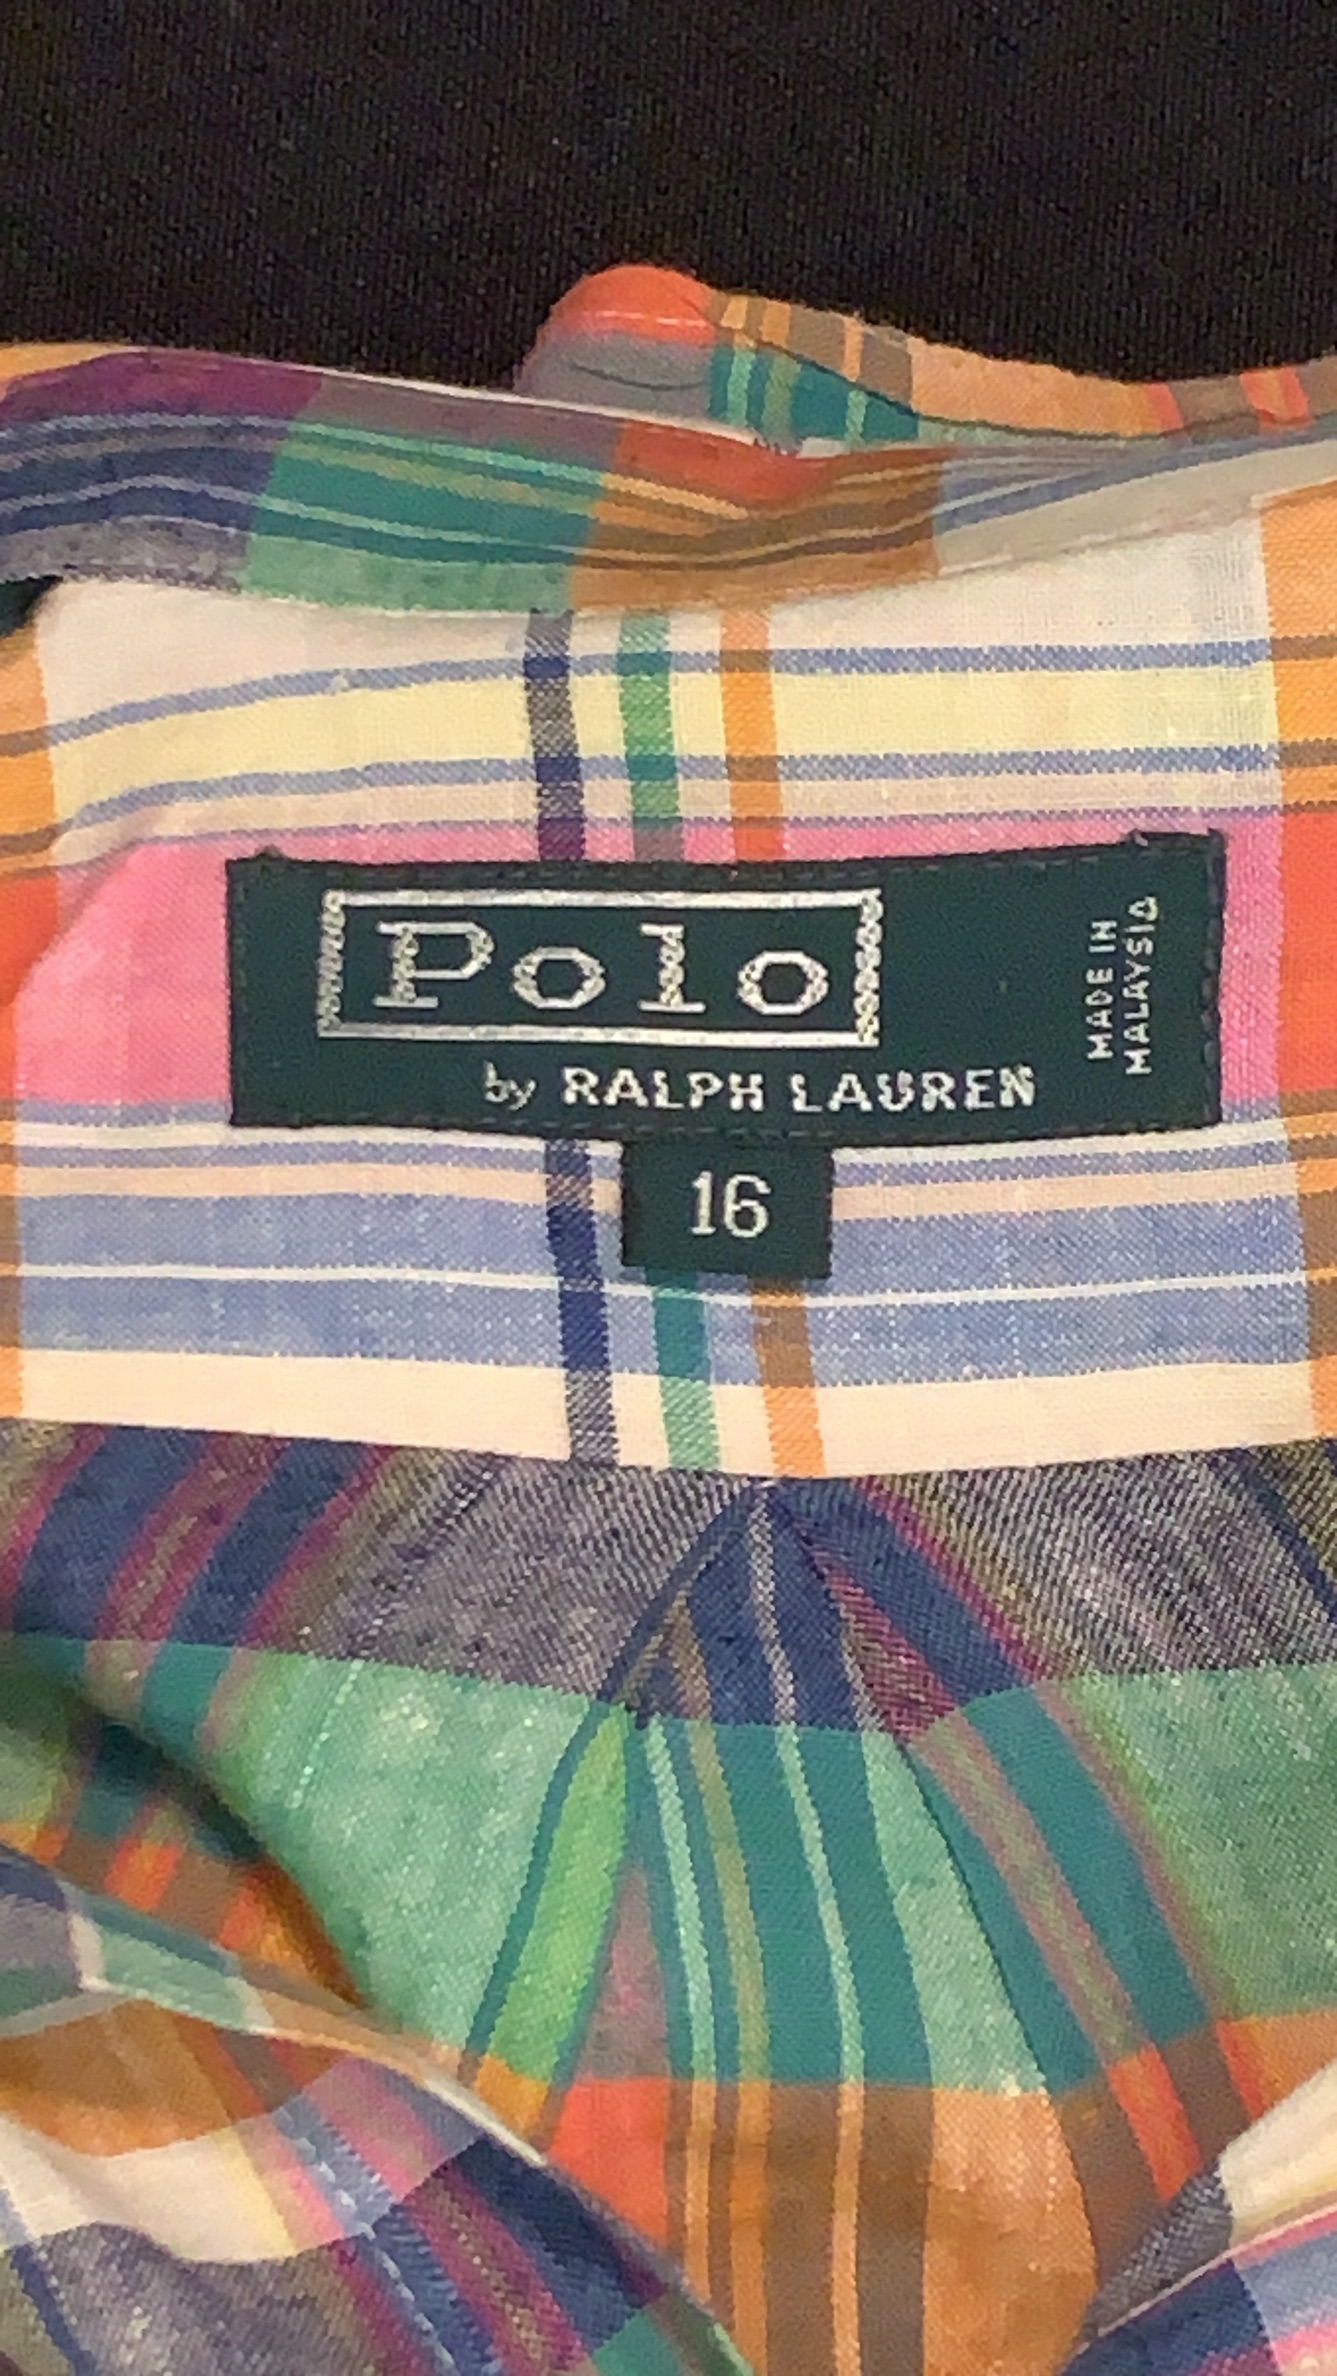 Polo
by RALPH LAUREN
MADE IN
MALAYSIA
16